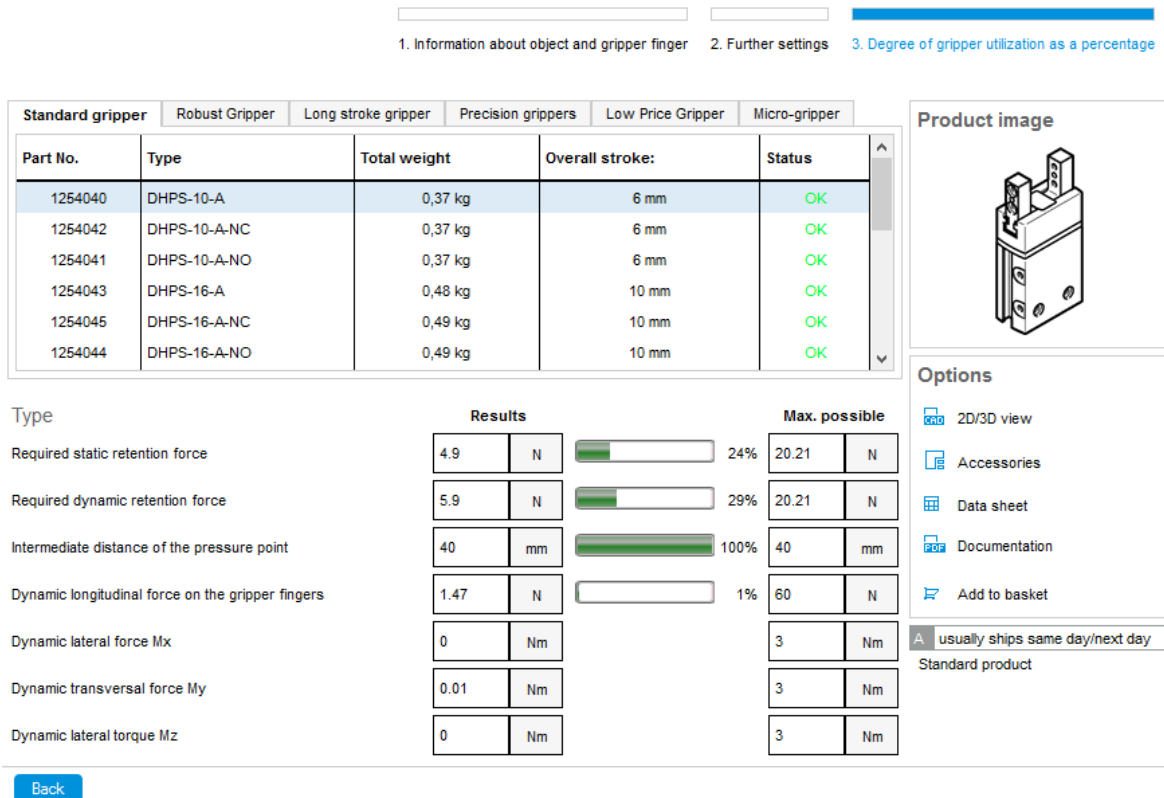 1. Information about object and gripper finger 2. Further settings 3. Degree of gripper utilization as a percentage
Standard gripper Robust Gripper Long stroke gripper Precision grippers Low Price Gripper Micro-gripper
Part No. Type Total weight Overall stroke: Status
1254040 DHPS-10-A 0,37 kg 6 mm OK
1254042 DHPS-10-A-NC 0,37 kg 6 mm OK
1254041 DHPS-10-A-NO 0,37 kg 6 mm OK
1254043 DHPS-16-A 0,48 kg 10 mm OK
1254045 DHPS-16-A-NC 0,49 kg 10 mm OK
1254044 DHPS-16-A-NO 0,49 kg 10 mm OK
Type Results Max. possible
Required static retention force 4.9 N 24% 20.21 N
Required dynamic retention force 5.9 N 29% 20.21 N
Intermediate distance of the pressure point 40 mm 100% 40 mm
Dynamic longitudinal force on the gripper fingers 1.47 N 1% 60 N
Dynamic lateral force Mx 0 Nm 3 Nm
Dynamic transversal force My 0.01 Nm 3 Nm
Dynamic lateral torque Mz 0 Nm 3 Nm
Back
Product image
Options
CAD 2D/3D view
Accessories
Data sheet
PDF Documentation
Add to basket
A usually ships same day/next day
Standard product